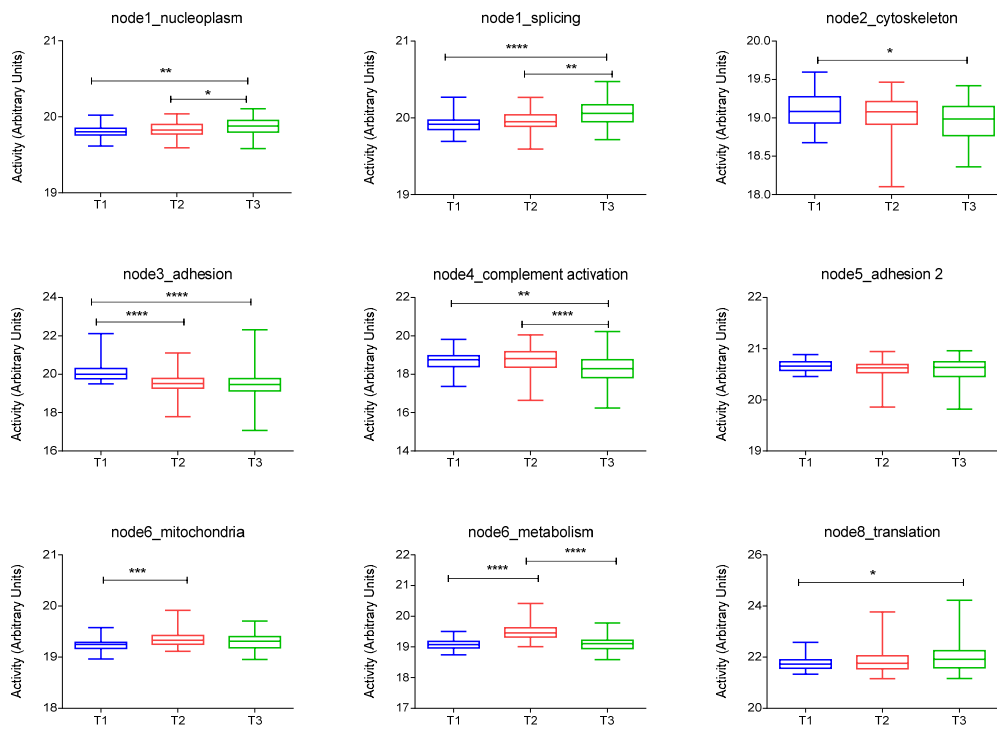 node1_nucleoplasm
Activity (Arbitrary Units)
21
20
19
**
*
T1 T2 T3
node1_splicing
Activity (Arbitrary Units)
21
20
19
****
**
T1 T2 T3
node2_cytoskeleton
Activity (Arbitrary Units)
20.0
19.5
19.0
18.5
18.0
*
T1 T2 T3
node3_adhesion
Activity (Arbitrary Units)
24
22
20
18
16
****
****
T1 T2 T3
node4_complement activation
Activity (Arbitrary Units)
22
20
18
16
14
**
****
T1 T2 T3
node5_adhesion 2
Activity (Arbitrary Units)
22
21
20
19
T1 T2 T3
node6_mitochondria
Activity (Arbitrary Units)
21
20
19
18
***
T1 T2 T3
node6_metabolism
Activity (Arbitrary Units)
22
21
20
19
18
17
****
****
T1 T2 T3
node8_translation
Activity (Arbitrary Units)
26
24
22
20
*
T1 T2 T3